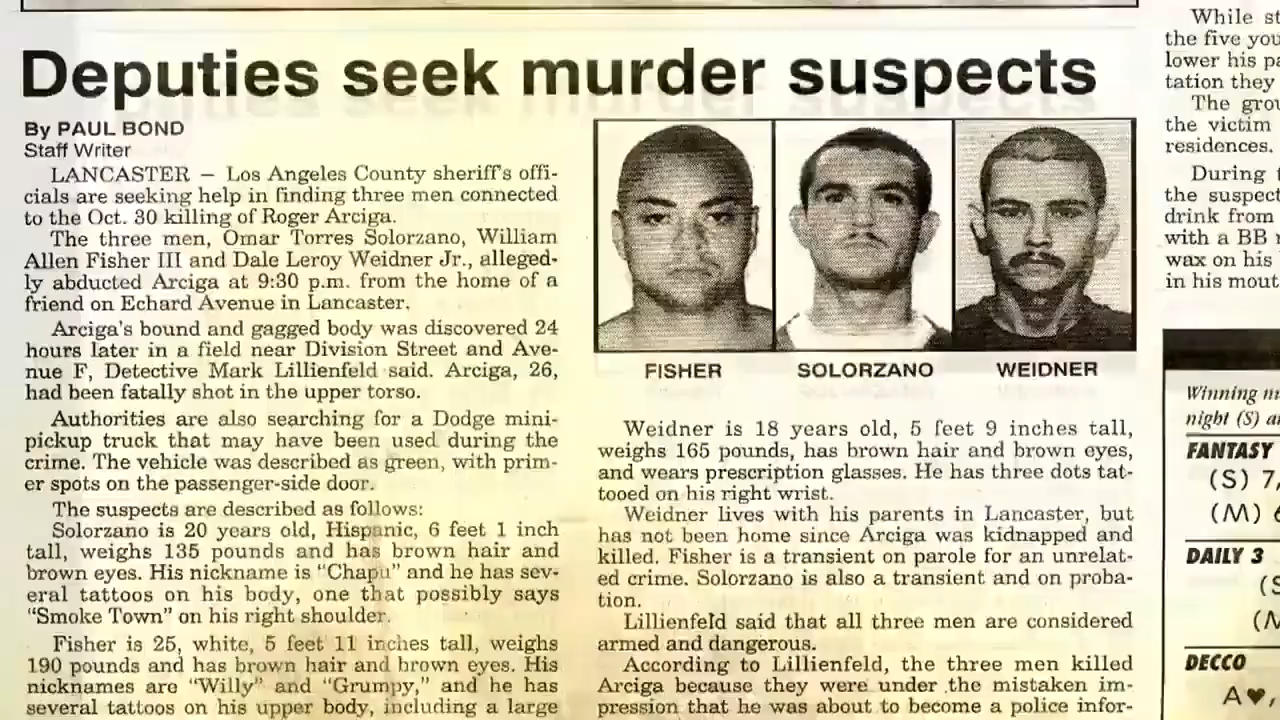 Deputies seek murder suspects
By PAUL BOND
Staff Writer
LANCASTER — Los Angeles County sheriff's offi-
cials are seeking help in finding three men connected
to the Oct. 30 killing of Roger Arciga.
The three men, Omar Torres Solorzano, William
Allen Fisher III and Dale Leroy Weidner Jr., alleged-
ly abducted Arciga at 9:30 p.m. from the home of a
friend on Echard Avenue in Lancaster.
Arciga's bound and gagged body was discovered 24
hours later in a field near Division Street and Ave-
nue F, Detective Mark Lillienfeld said. Arciga, 26,
had been fatally shot in the upper torso.
Authorities are also searching for a Dodge mini-
pickup truck that may have been used during the
crime. The vehicle was described as green, with prim-
er spots on the passenger-side door.
The suspects are described as follows:
Solorzano is 20 years old, Hispanic, 6 feet 1 inch
tall, weighs 135 pounds and has brown hair and
brown eyes. His nickname is "Chapu" and he has sev-
eral tattoos on his body, one that possibly says
"Smoke Town" on his right shoulder.
Fisher is 25, white, 5 feet 11 inches tall, weighs
190 pounds and has brown hair and brown eyes. His
nicknames are "Willy" and "Grumpy," and he has
several tattoos on his upper body, including a large
FISHER
SOLORZANO
WEIDNER
Weidner is 18 years old, 5 feet 9 inches tall,
weighs 165 pounds, has brown hair and brown eyes,
and wears prescription glasses. He has three dots tat-
tooed on his right wrist.
Weidner lives with his parents in Lancaster, but
has not been home since Arciga was kidnapped and
killed. Fisher is a transient on parole for an unrelat-
ed crime. Solorzano is also a transient and on proba-
tion.
Lillienfeld said that all three men are considered
armed and dangerous.
According to Lillienfeld, the three men killed
Arciga because they were under the mistaken im-
pression that he was about to become a police infor-
While st
the five you
lower his pa
tation they
The grou
the victim
residences.
During t
the suspect
drink from
with a BB
wax on his
in his mout
Winning nu
night (S) a
FANTASY
(S) 7,
(M) 6
DAILY 3
(S
(M
DECCO
A♥,